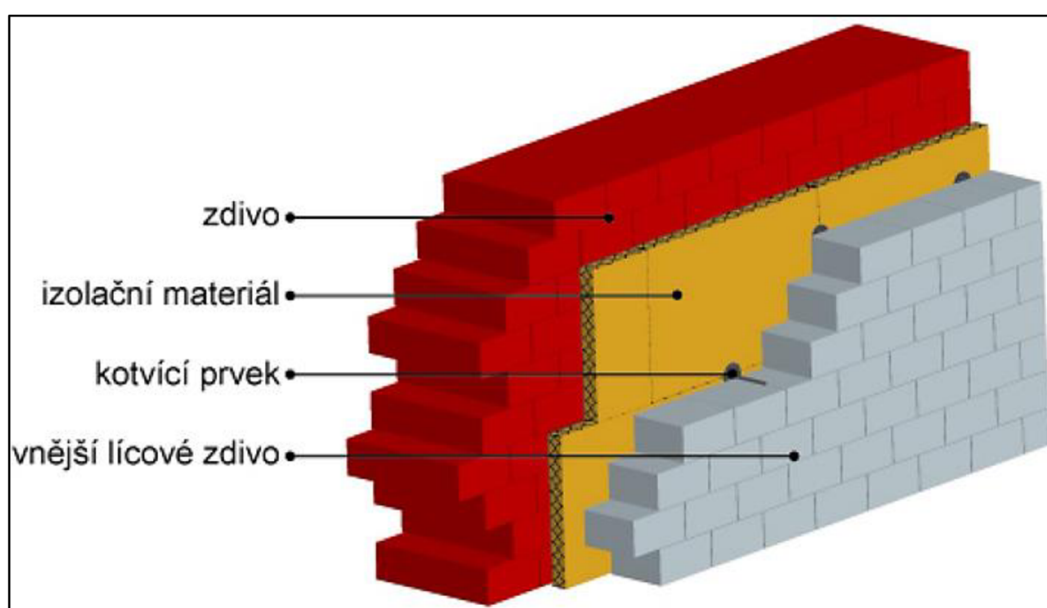 zdivo
izolační materiál
kotvící prvek
vnější lícové zdivo